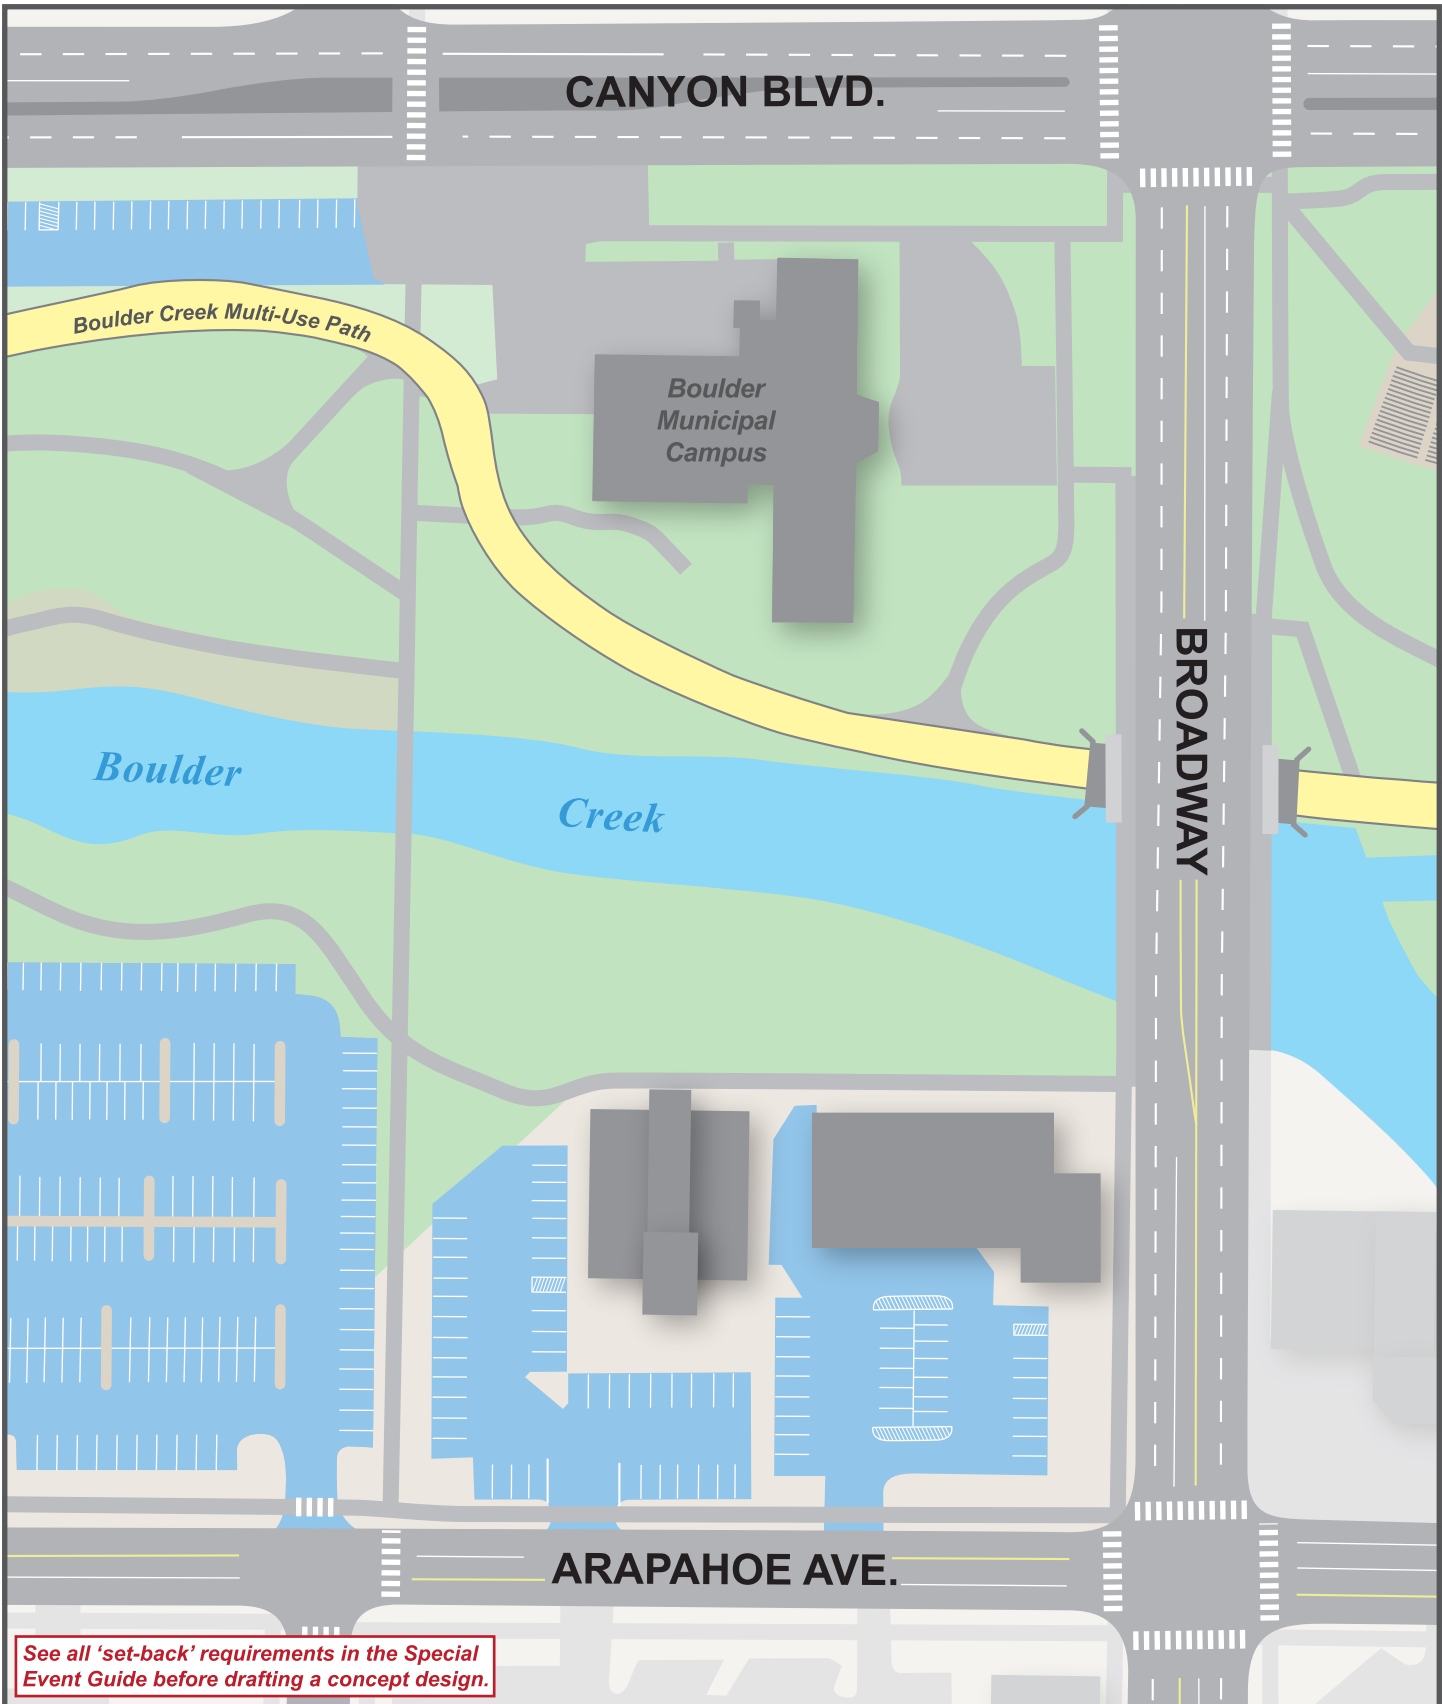 CANYON BLVD.
Boulder Creek Multi-Use Path
Boulder
Municipal
Campus
BROADWAY
Boulder
Creek
ARAPAHOE AVE.
See all ‘set-back’ requirements in the Special
Event Guide before drafting a concept design.